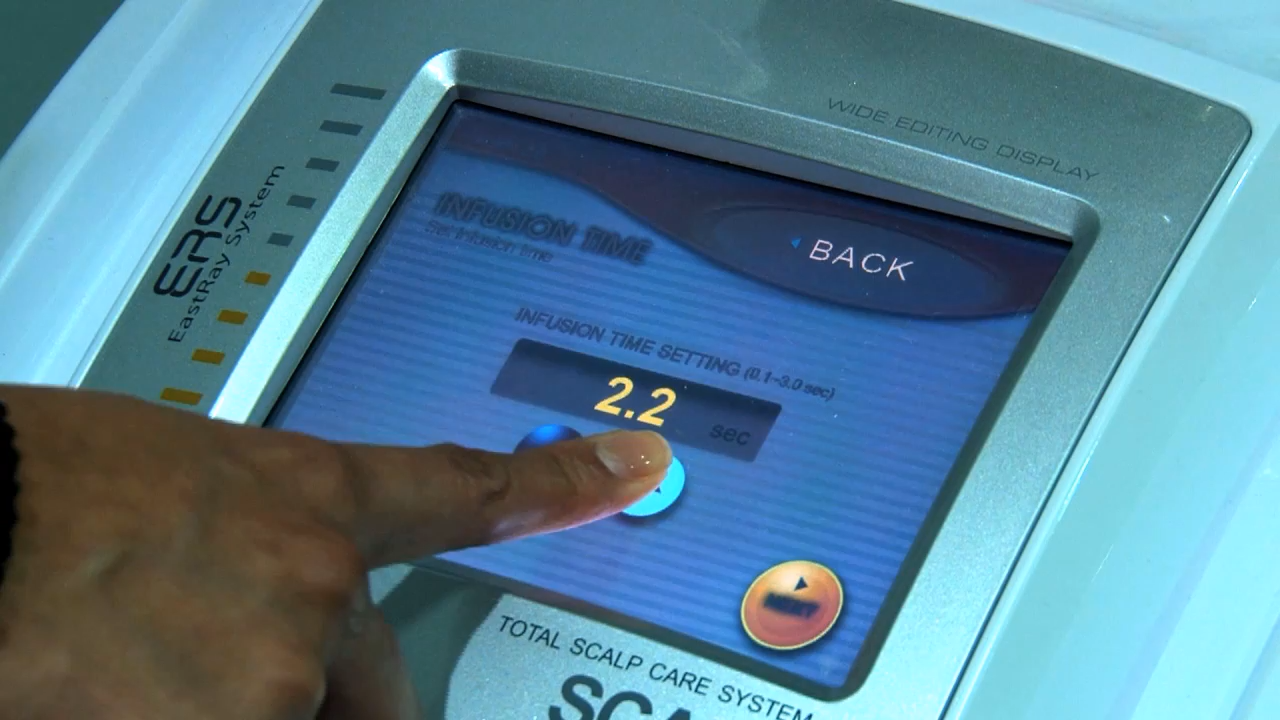 WIDE EDITING DISPLAY
ERS
EastRay System
INFUSION TIME
Set infusion time
BACK
INFUSION TIME SETTING (0.1~3.0 sec)
2.2
sec
NEXT
TOTAL SCALP CARE SYSTEM